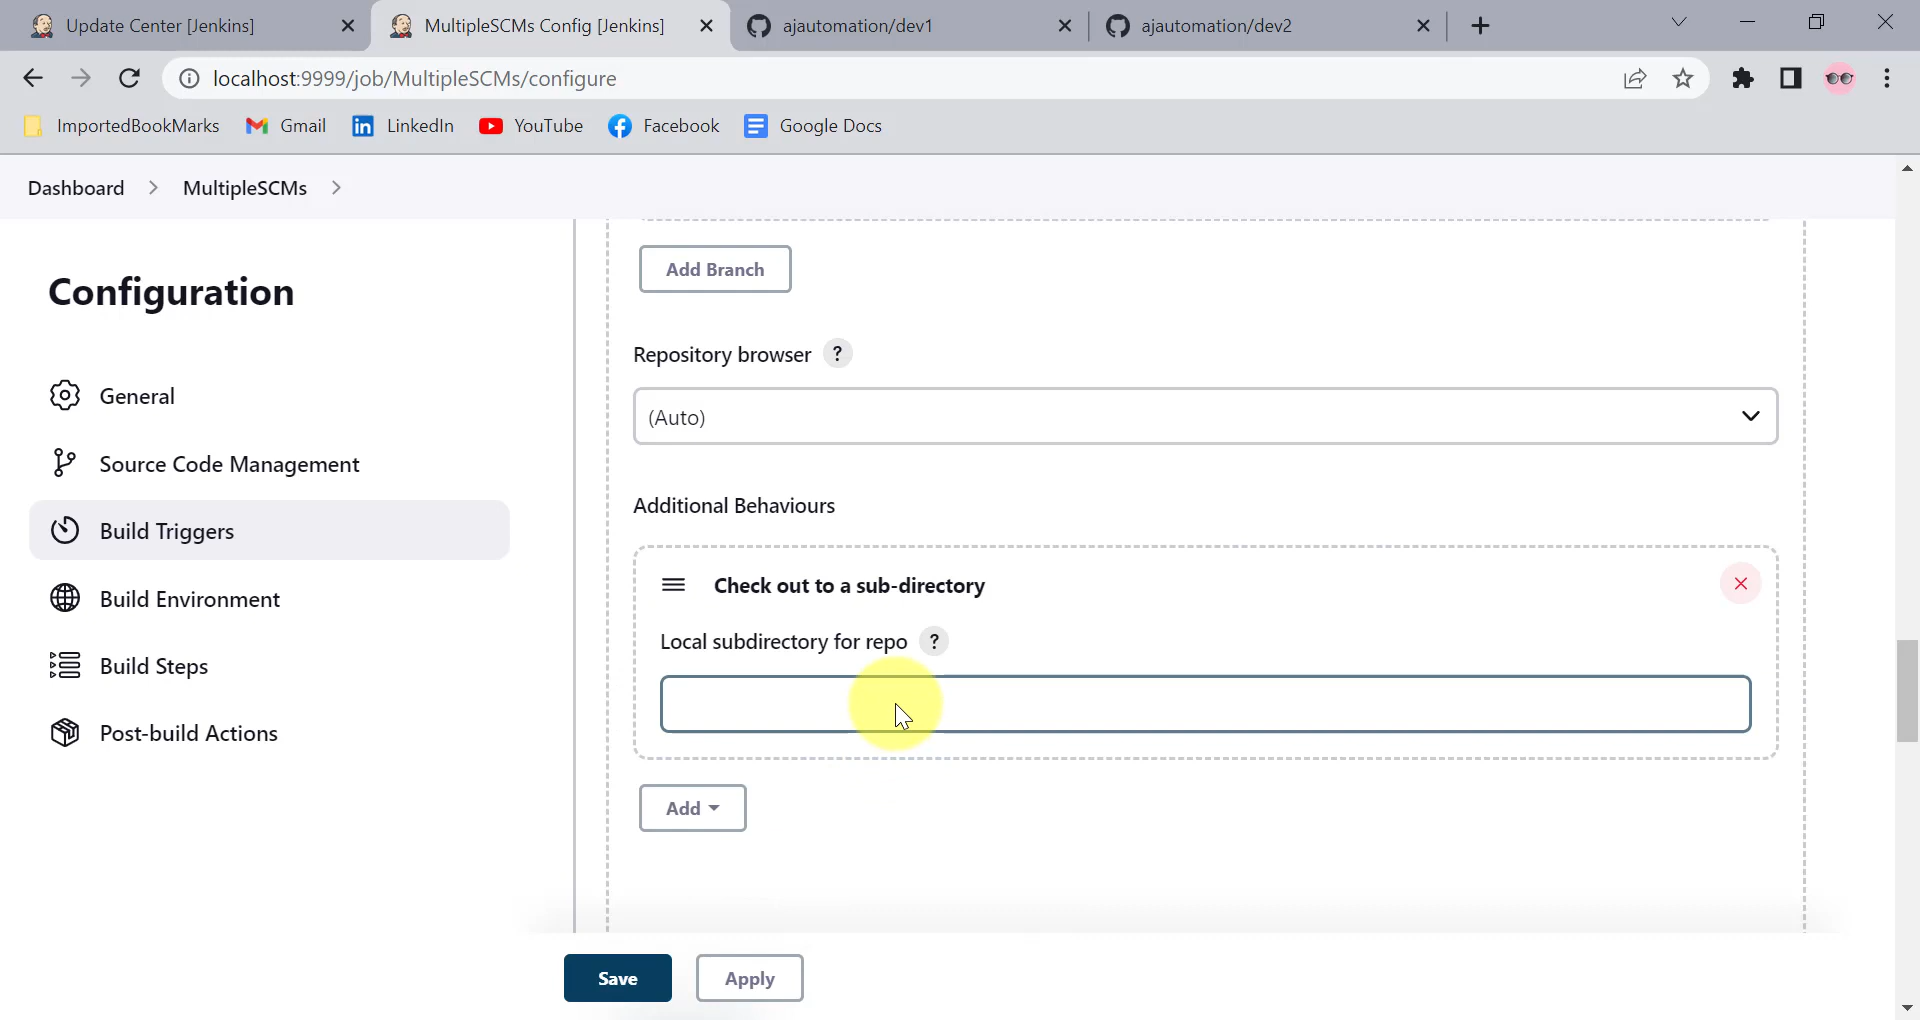 Update Center [Jenkins]
MultipleSCMs Config [Jenkins]
ajautomation/dev1
ajautomation/dev2
localhost:9999/job/MultipleSCMs/configure
ImportedBookMarks
Gmail
LinkedIn
YouTube
Facebook
Google Docs
Dashboard > MultipleSCMs >
Configuration
General
Source Code Management
Build Triggers
Build Environment
Build Steps
Post-build Actions
Add Branch
Repository browser ?
(Auto)
Additional Behaviours
Check out to a sub-directory
Local subdirectory for repo ?
Add
Save
Apply